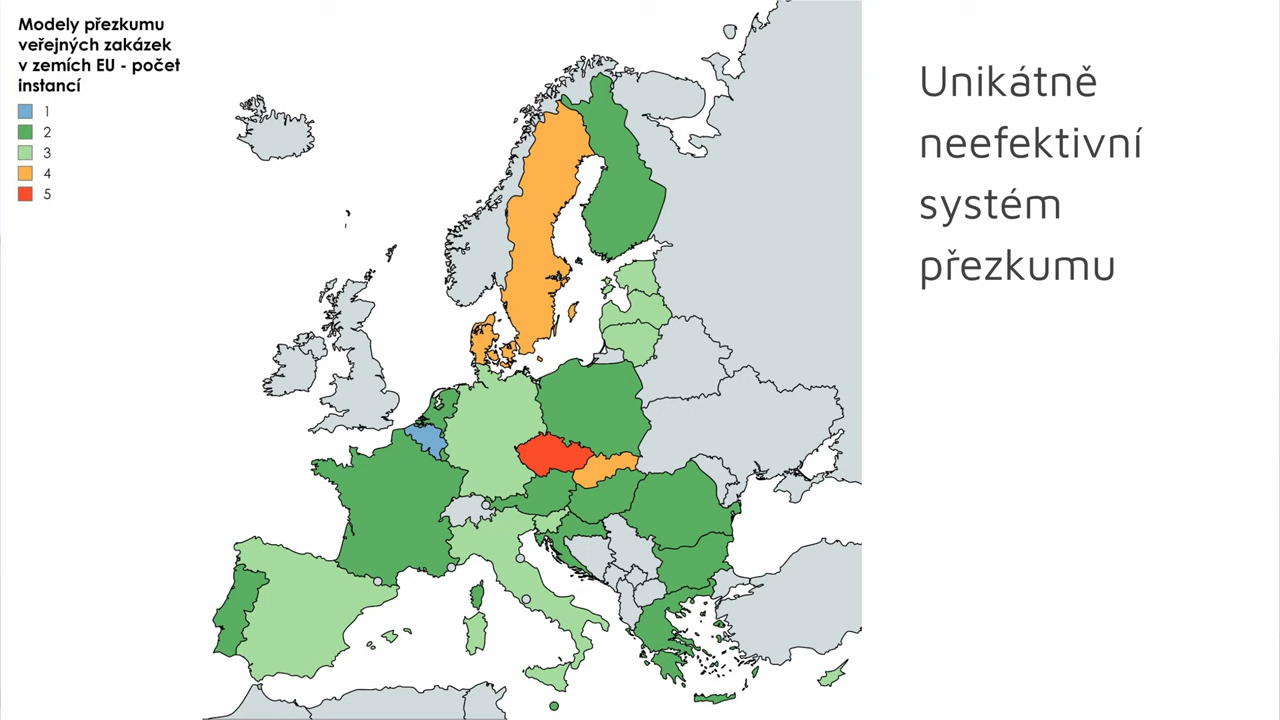 Modely přezkumu
veřejných zakázek
v zemích EU - počet
instancí
1
2
3
4
5
Unikátně
neefektivní
systém
přezkumu